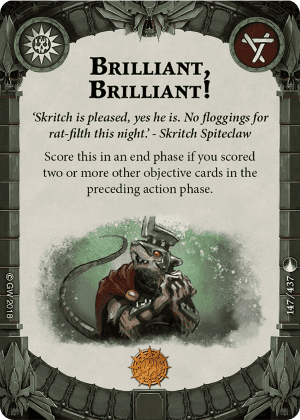 BRILLIANT,
BRILLIANT!
‘Skritch is pleased, yes he is. No floggings for
rat-filth this night.’ - Skritch Spiteclaw
Score this in an end phase if you scored
two or more other objective cards in the
preceding action phase.
© GW 2018
147/437